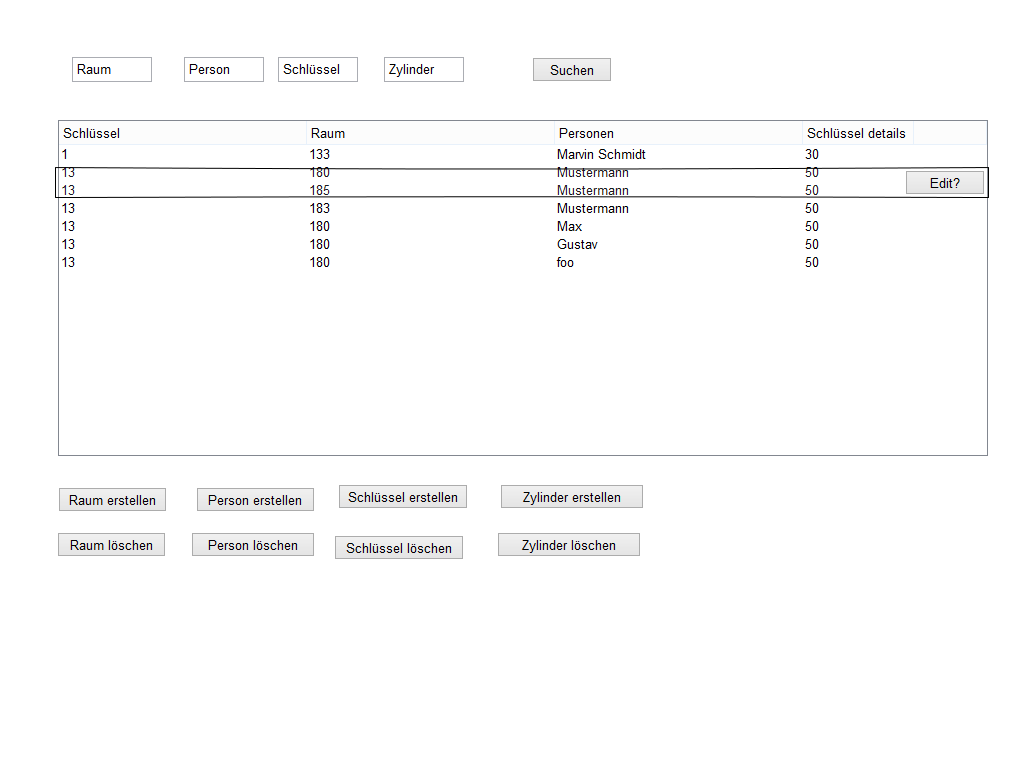 Raum Person Schlüssel Zylinder Suchen
Schlüssel Raum Personen Schlüssel details
1 133 Marvin Schmidt 30
13 180 Mustermann 50
13 185 Mustermann 50 Edit?
13 183 Mustermann 50
13 180 Max 50
13 180 Gustav 50
13 180 foo 50
Raum erstellen Person erstellen Schlüssel erstellen Zylinder erstellen
Raum löschen Person löschen Schlüssel löschen Zylinder löschen